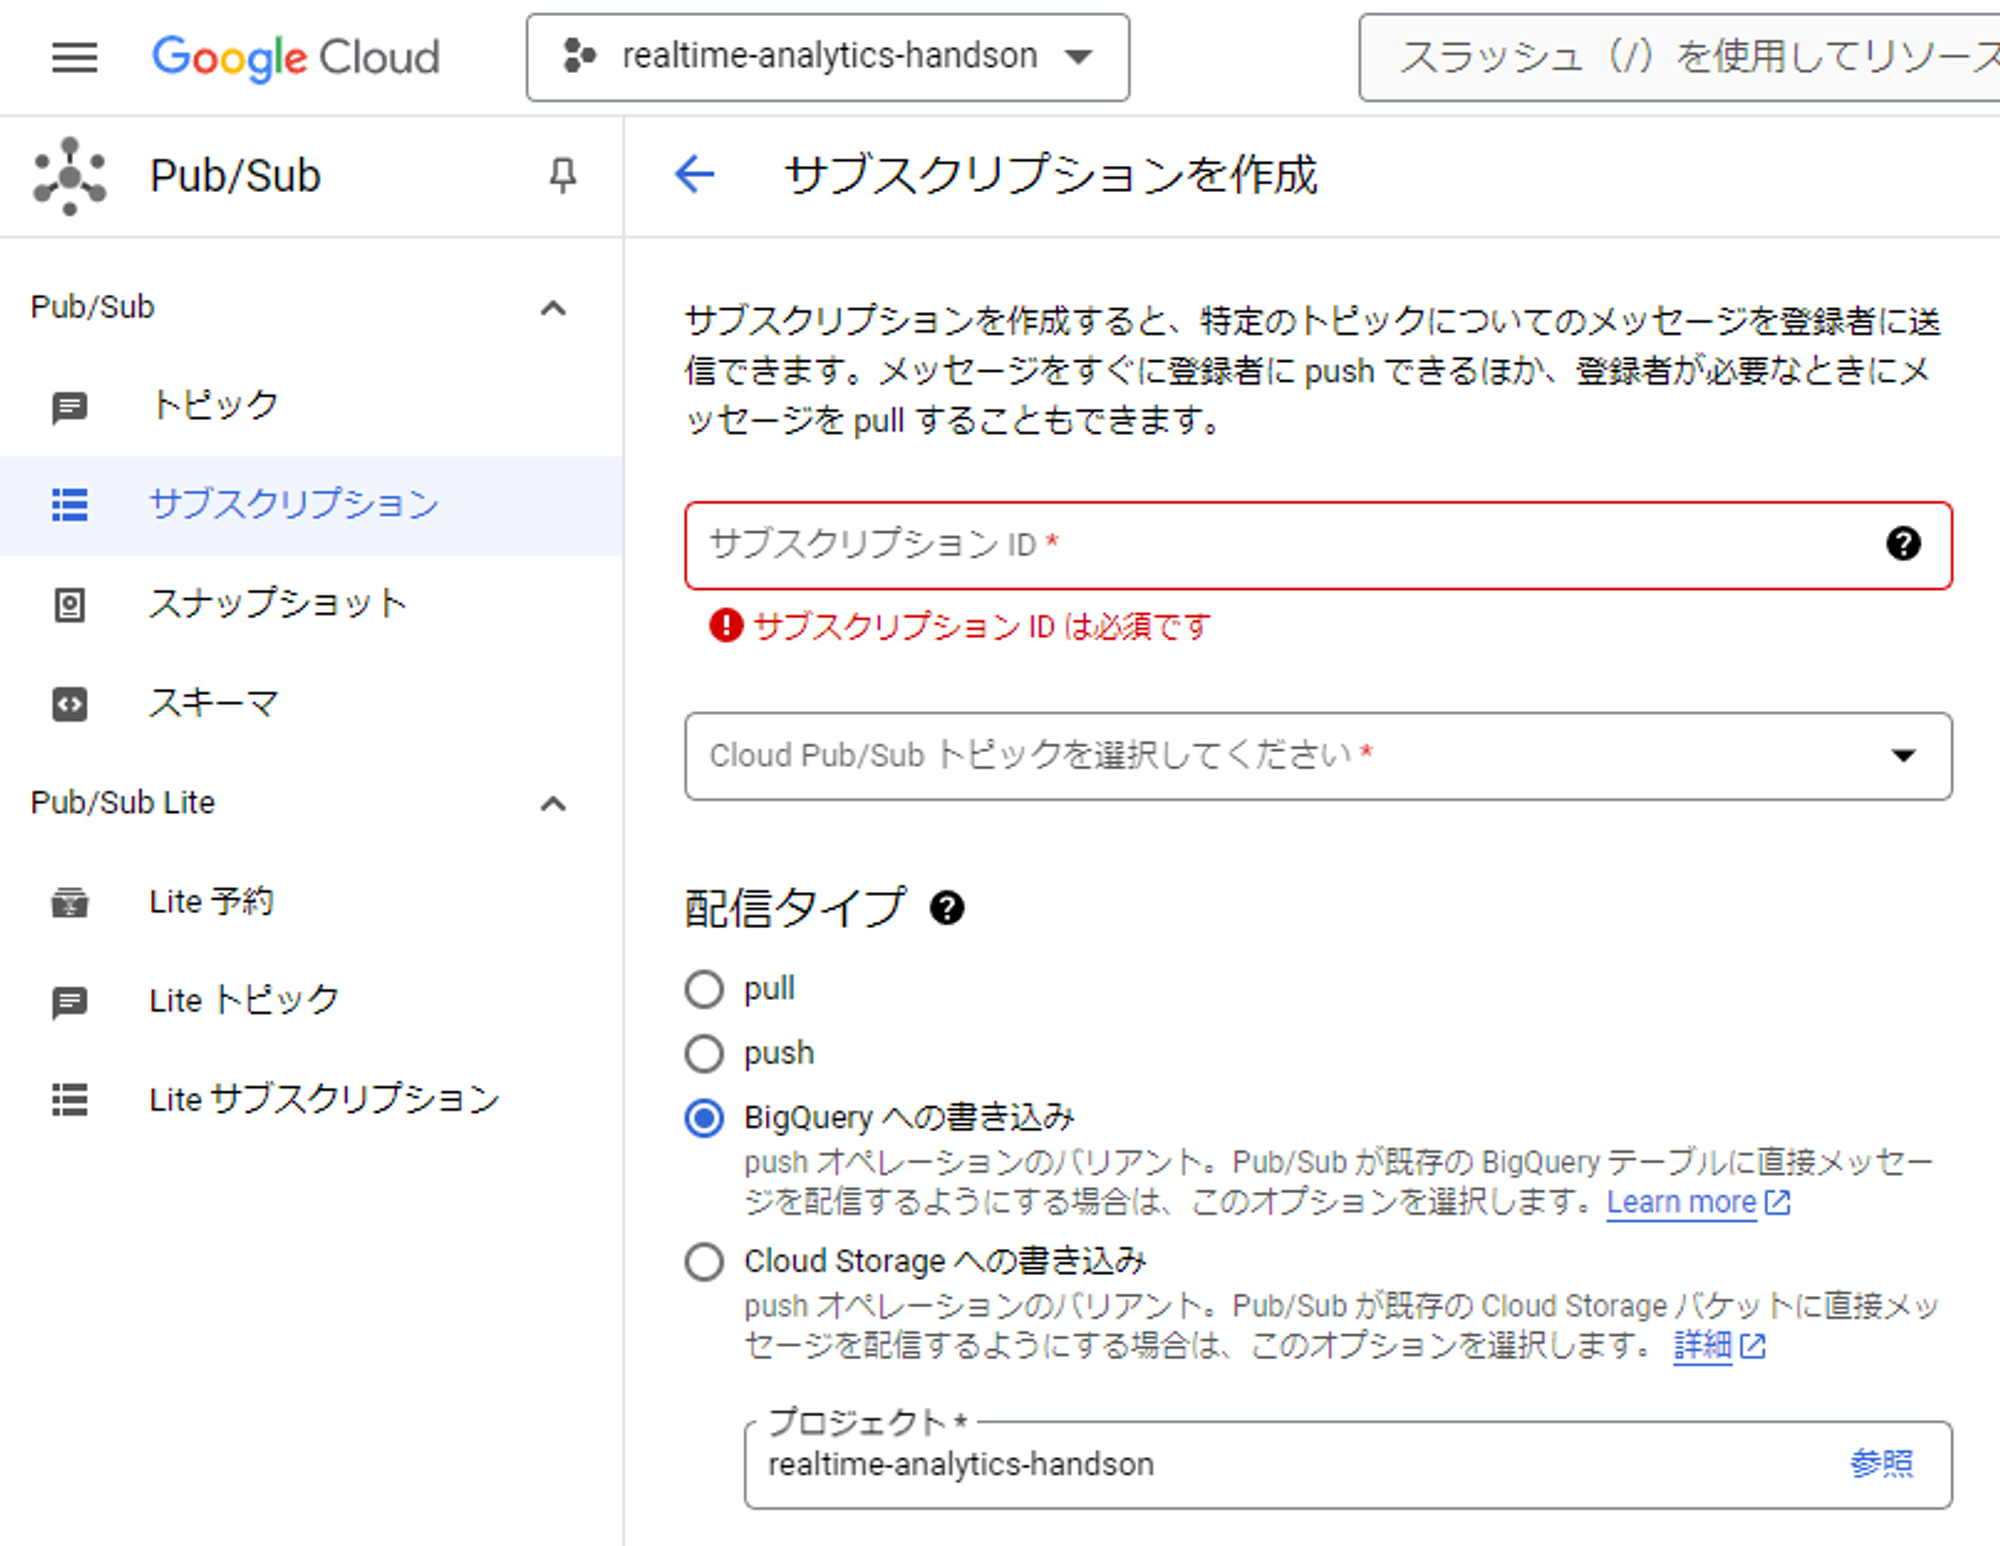 Google Cloud
realtime-analytics-handson
スラッシュ（/）を使用してリソース
Pub/Sub
サブスクリプションを作成
Pub/Sub
トピック
サブスクリプション
スナップショット
スキーマ
Pub/Sub Lite
Lite 予約
Lite トピック
Lite サブスクリプション
サブスクリプションを作成すると、特定のトピックについてのメッセージを登録者に送
信できます。メッセージをすぐに登録者に push できるほか、登録者が必要なときにメ
ッセージを pull することもできます。
サブスクリプション ID *
サブスクリプション ID は必須です
Cloud Pub/Sub トピックを選択してください *
配信タイプ
pull
push
BigQuery への書き込み
push オペレーションのバリアント。Pub/Sub が既存の BigQuery テーブルに直接メッセー
ジを配信するようにする場合は、このオプションを選択します。 Learn more
Cloud Storage への書き込み
push オペレーションのバリアント。Pub/Sub が既存の Cloud Storage バケットに直接メッ
セージを配信するようにする場合は、このオプションを選択します。 詳細
プロジェクト *
realtime-analytics-handson
参照